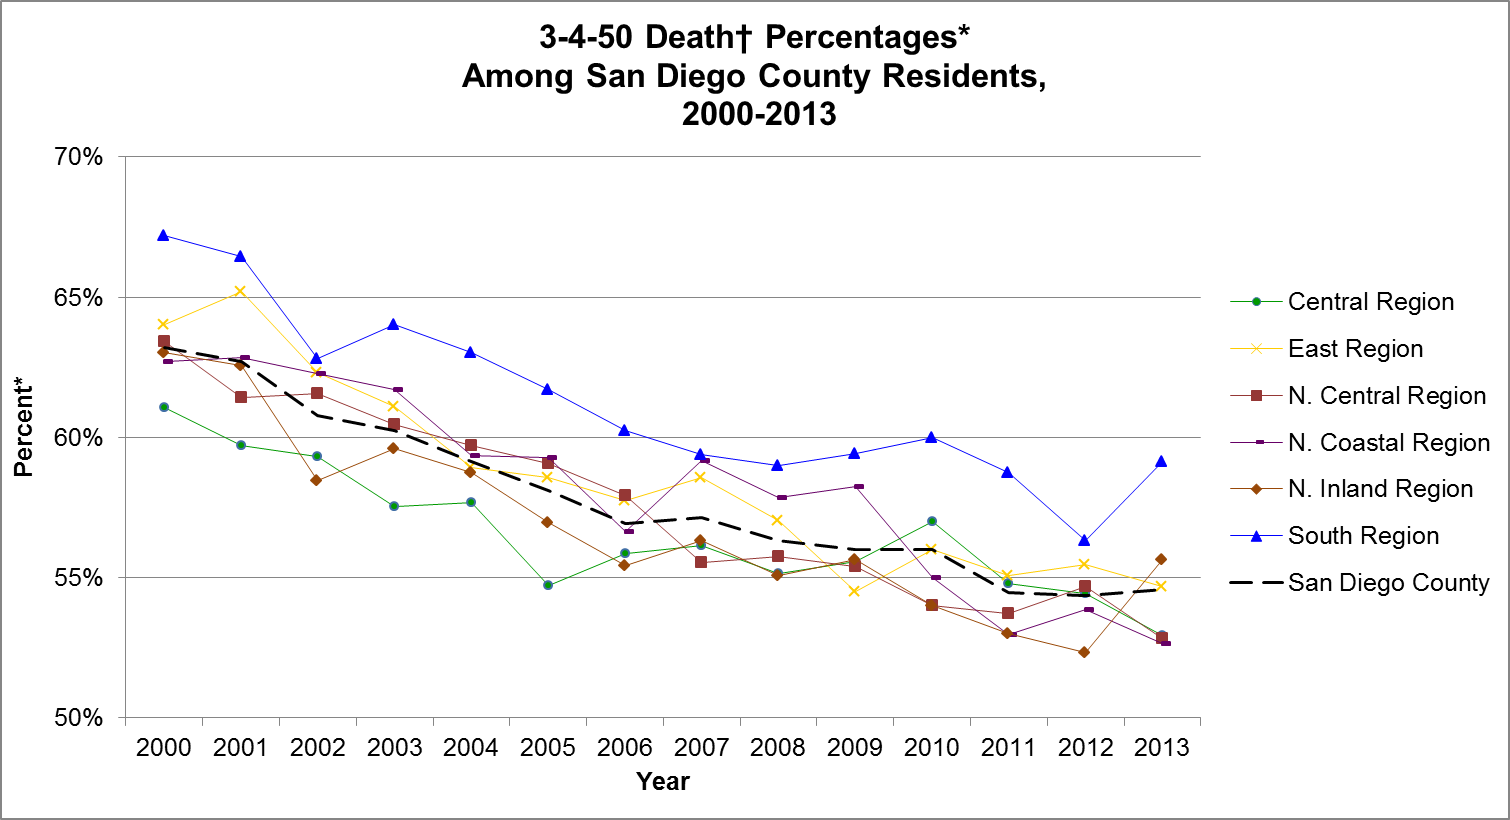 3-4-50 Death† Percentages*
Among San Diego County Residents,
2000-2013
70%
65%
60%
55%
50%
Percent*
2000 2001 2002 2003 2004 2005 2006 2007 2008 2009 2010 2011 2012 2013
Year
Central Region
East Region
N. Central Region
N. Coastal Region
N. Inland Region
South Region
San Diego County